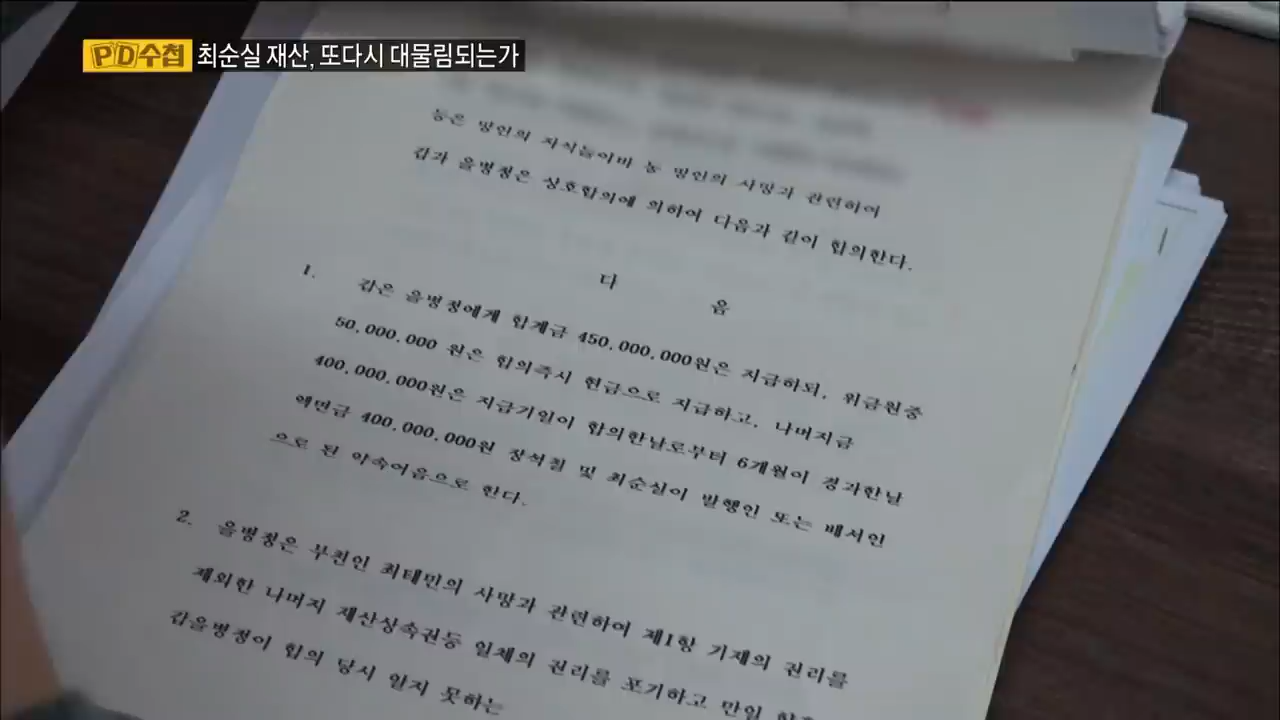 PD수첩 최순실 재산, 또다시 대물림되는가
등은 망인의 자식들이며 동 망인의 사망과 관련하여
갑과 을병정은 상호합의에 의하여 다음과 같이 합의한다.
다 음
1. 갑은 을병정에게 합계금 450,000,000원은 지급하되, 위금원중
50,000,000 원은 합의즉시 현금으로 지급하고, 나머지금
400,000,000원은 지급기일이 합의한날로부터 6개월이 경과한날
액면금 400,000,000원 장석칠 및 최순실이 발행인 또는 배서인
으로 된 약속어음으로 한다.
2. 을병정은 부친인 최태민의 사망과 관련하여 제1항 기재의 권리를
제외한 나머지 재산상속권등 일체의 권리를 포기하고 만일
갑을병정이 합의 당시 알지 못하는